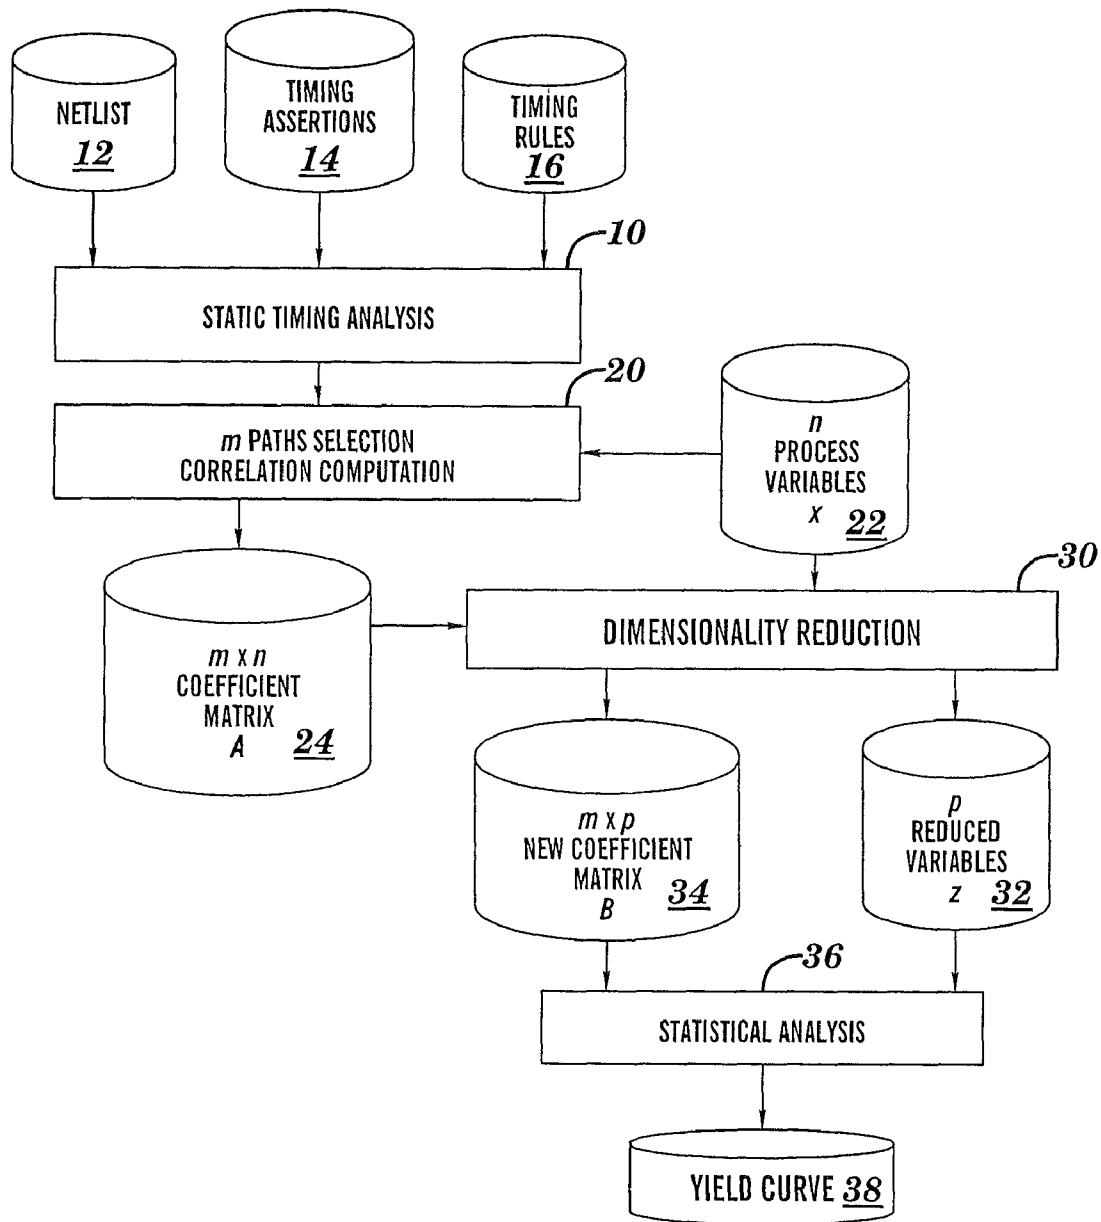 NETLIST
12
TIMING
ASSERTIONS
14
TIMING
RULES
16
10
STATIC TIMING ANALYSIS
20
m PATHS SELECTION
CORRELATION COMPUTATION
n
PROCESS
VARIABLES
x 22
30
DIMENSIONALITY REDUCTION
m x n
COEFFICIENT
MATRIX
A 24
m x p
NEW COEFFICIENT
MATRIX
B 34
p
REDUCED
VARIABLES
z 32
36
STATISTICAL ANALYSIS
YIELD CURVE 38